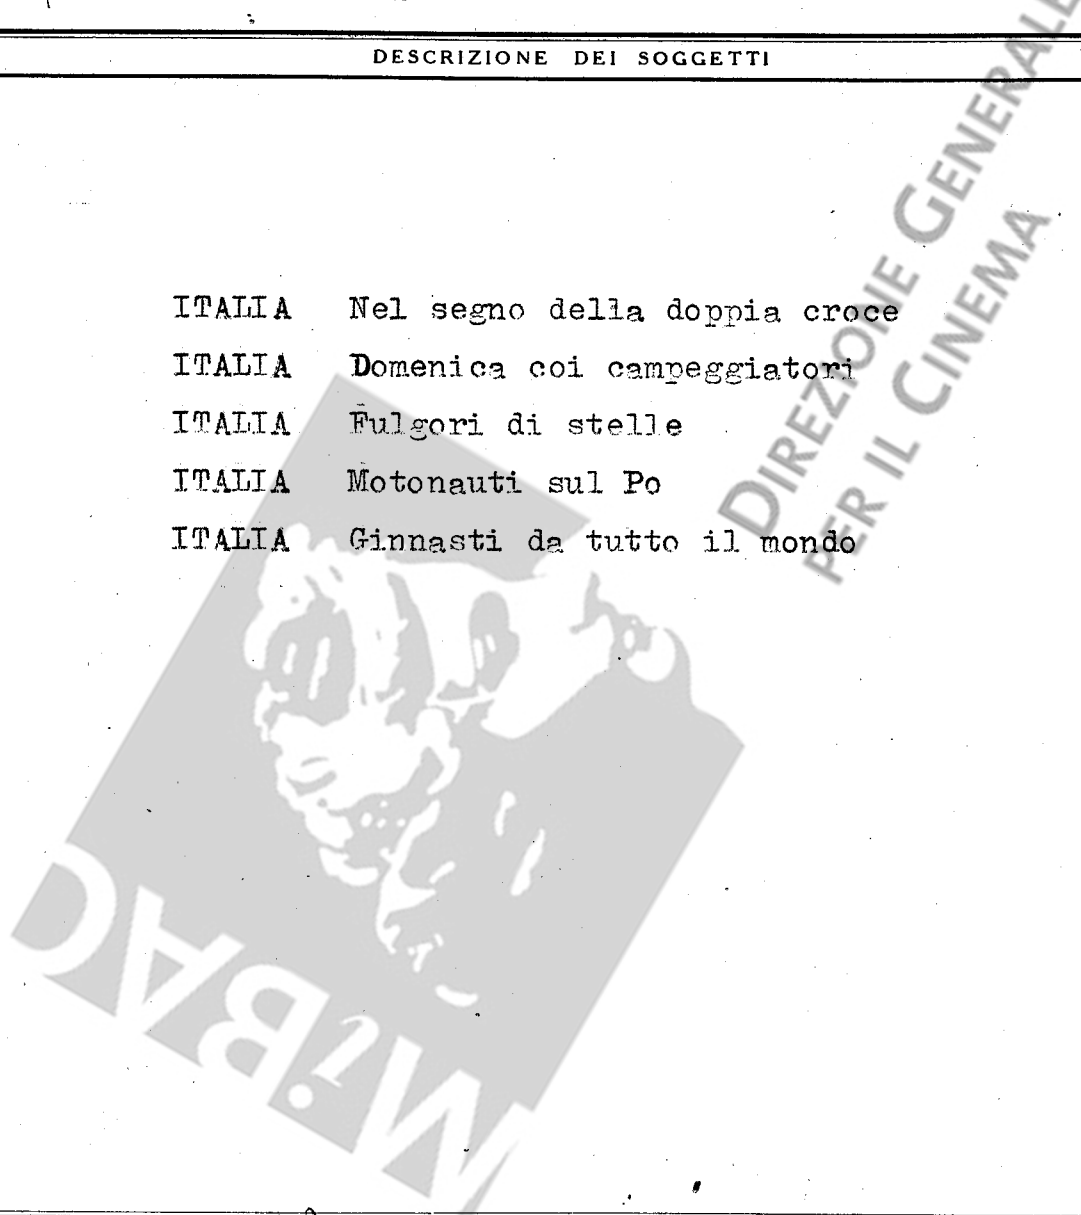 DESCRIZIONE DEI SOGGETTI
DIREZIONE GENERALE
PER IL CINEMA
ITALIA Nel segno della doppia croce
ITALIA Domenica coi campeggiatori
ITALIA Fulgori di stelle
ITALIA Motonauti sul Po
ITALIA Ginnasti da tutto il mondo
MiBAC